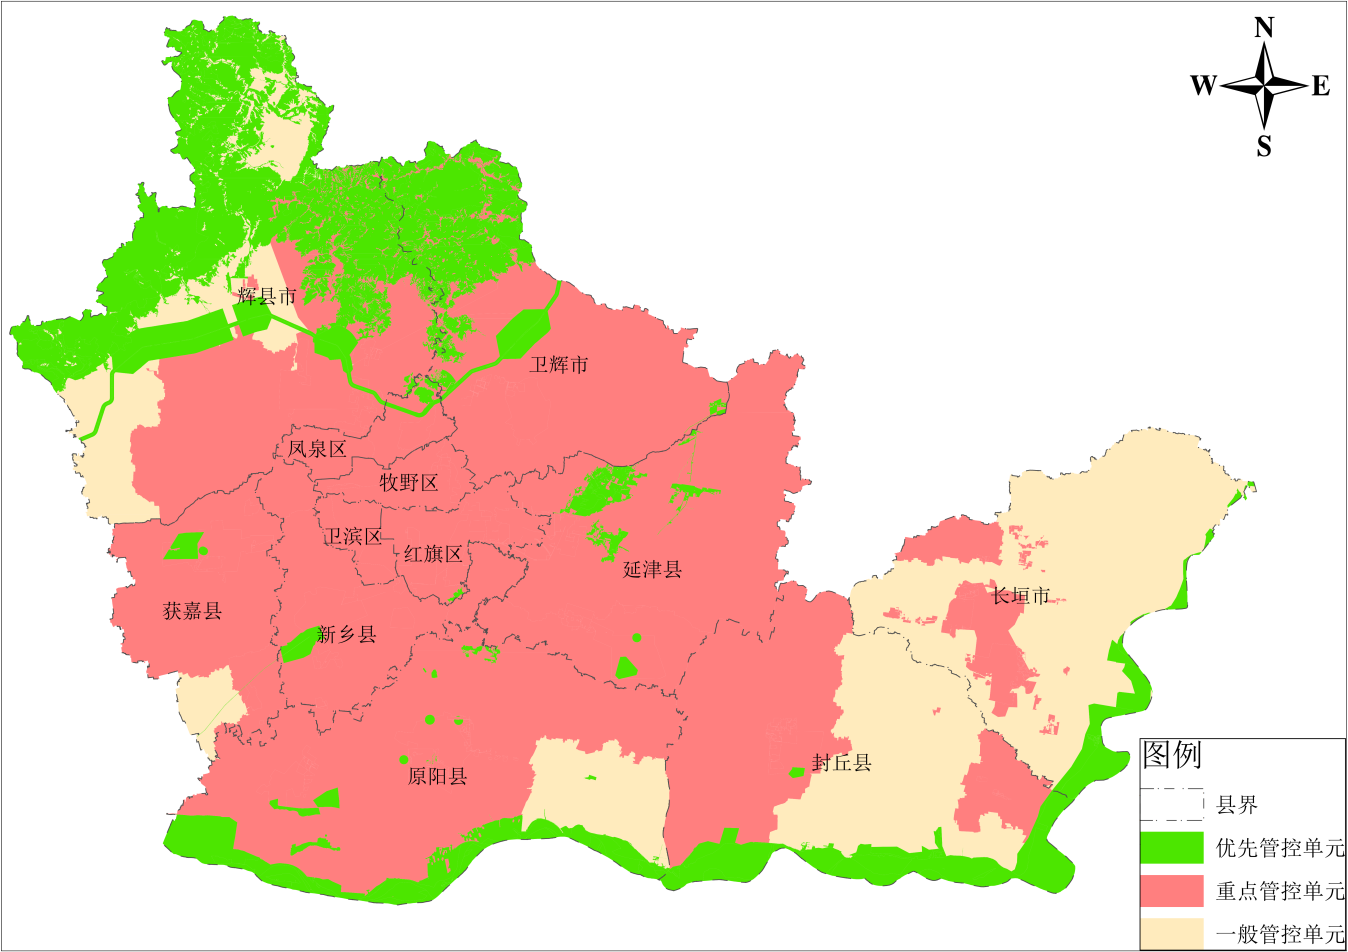 N
W
E
S
辉县市
卫辉市
凤泉区
牧野区
卫滨区
红旗区
延津县
获嘉县
新乡县
长垣市
原阳县
封丘县
图例
县界
优先管控单元
重点管控单元
一般管控单元